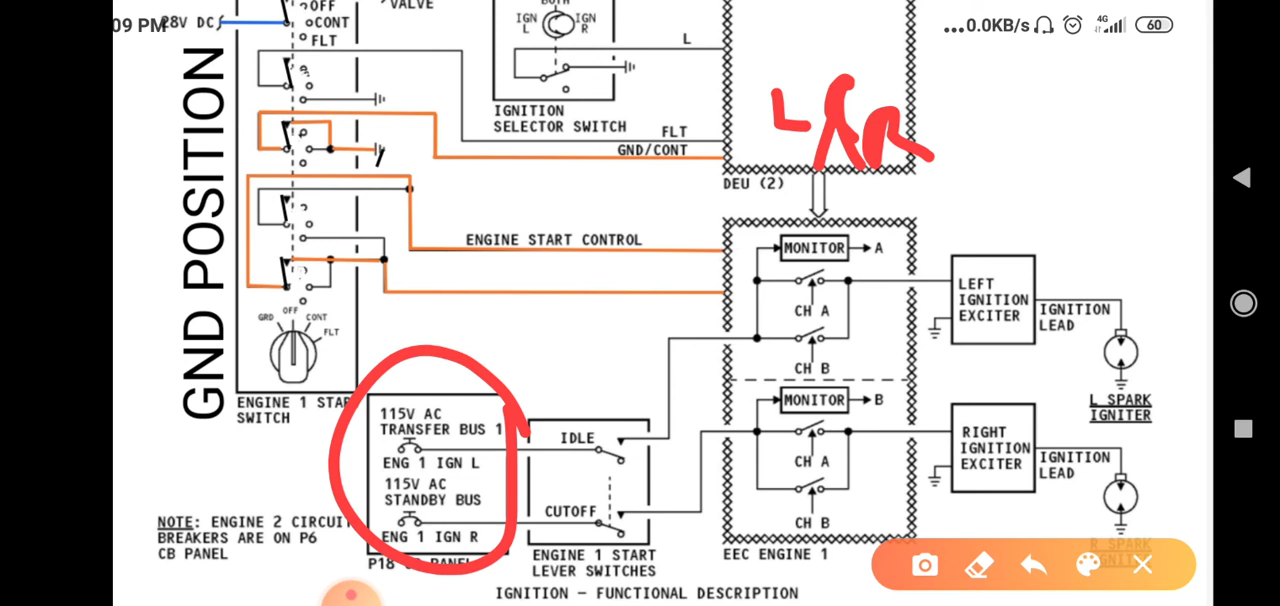 09 PM
...0.0KB/s 4G 60
28V DC
OFF
CONT
FLT
VALVE
IGN L
IGN R
L
IGNITION
SELECTOR SWITCH
FLT
GND/CONT
GND POSITION
L R R
DEU (2)
ENGINE START CONTROL
MONITOR A
CH A
CH B
LEFT
IGNITION
EXCITER
IGNITION
LEAD
L SPARK
IGNITER
GRD
OFF
CONT
FLT
ENGINE 1 STAR
SWITCH
115V AC
TRANSFER BUS 1
ENG 1 IGN L
115V AC
STANDBY BUS
ENG 1 IGN R
IDLE
CUTOFF
MONITOR B
CH A
CH B
RIGHT
IGNITION
EXCITER
IGNITION
LEAD
R SPARK
NOTE: ENGINE 2 CIRCUIT
BREAKERS ARE ON P6
CB PANEL
P18
ENGINE 1 START
LEVER SWITCHES
EEC ENGINE 1
IGNITION – FUNCTIONAL DESCRIPTION